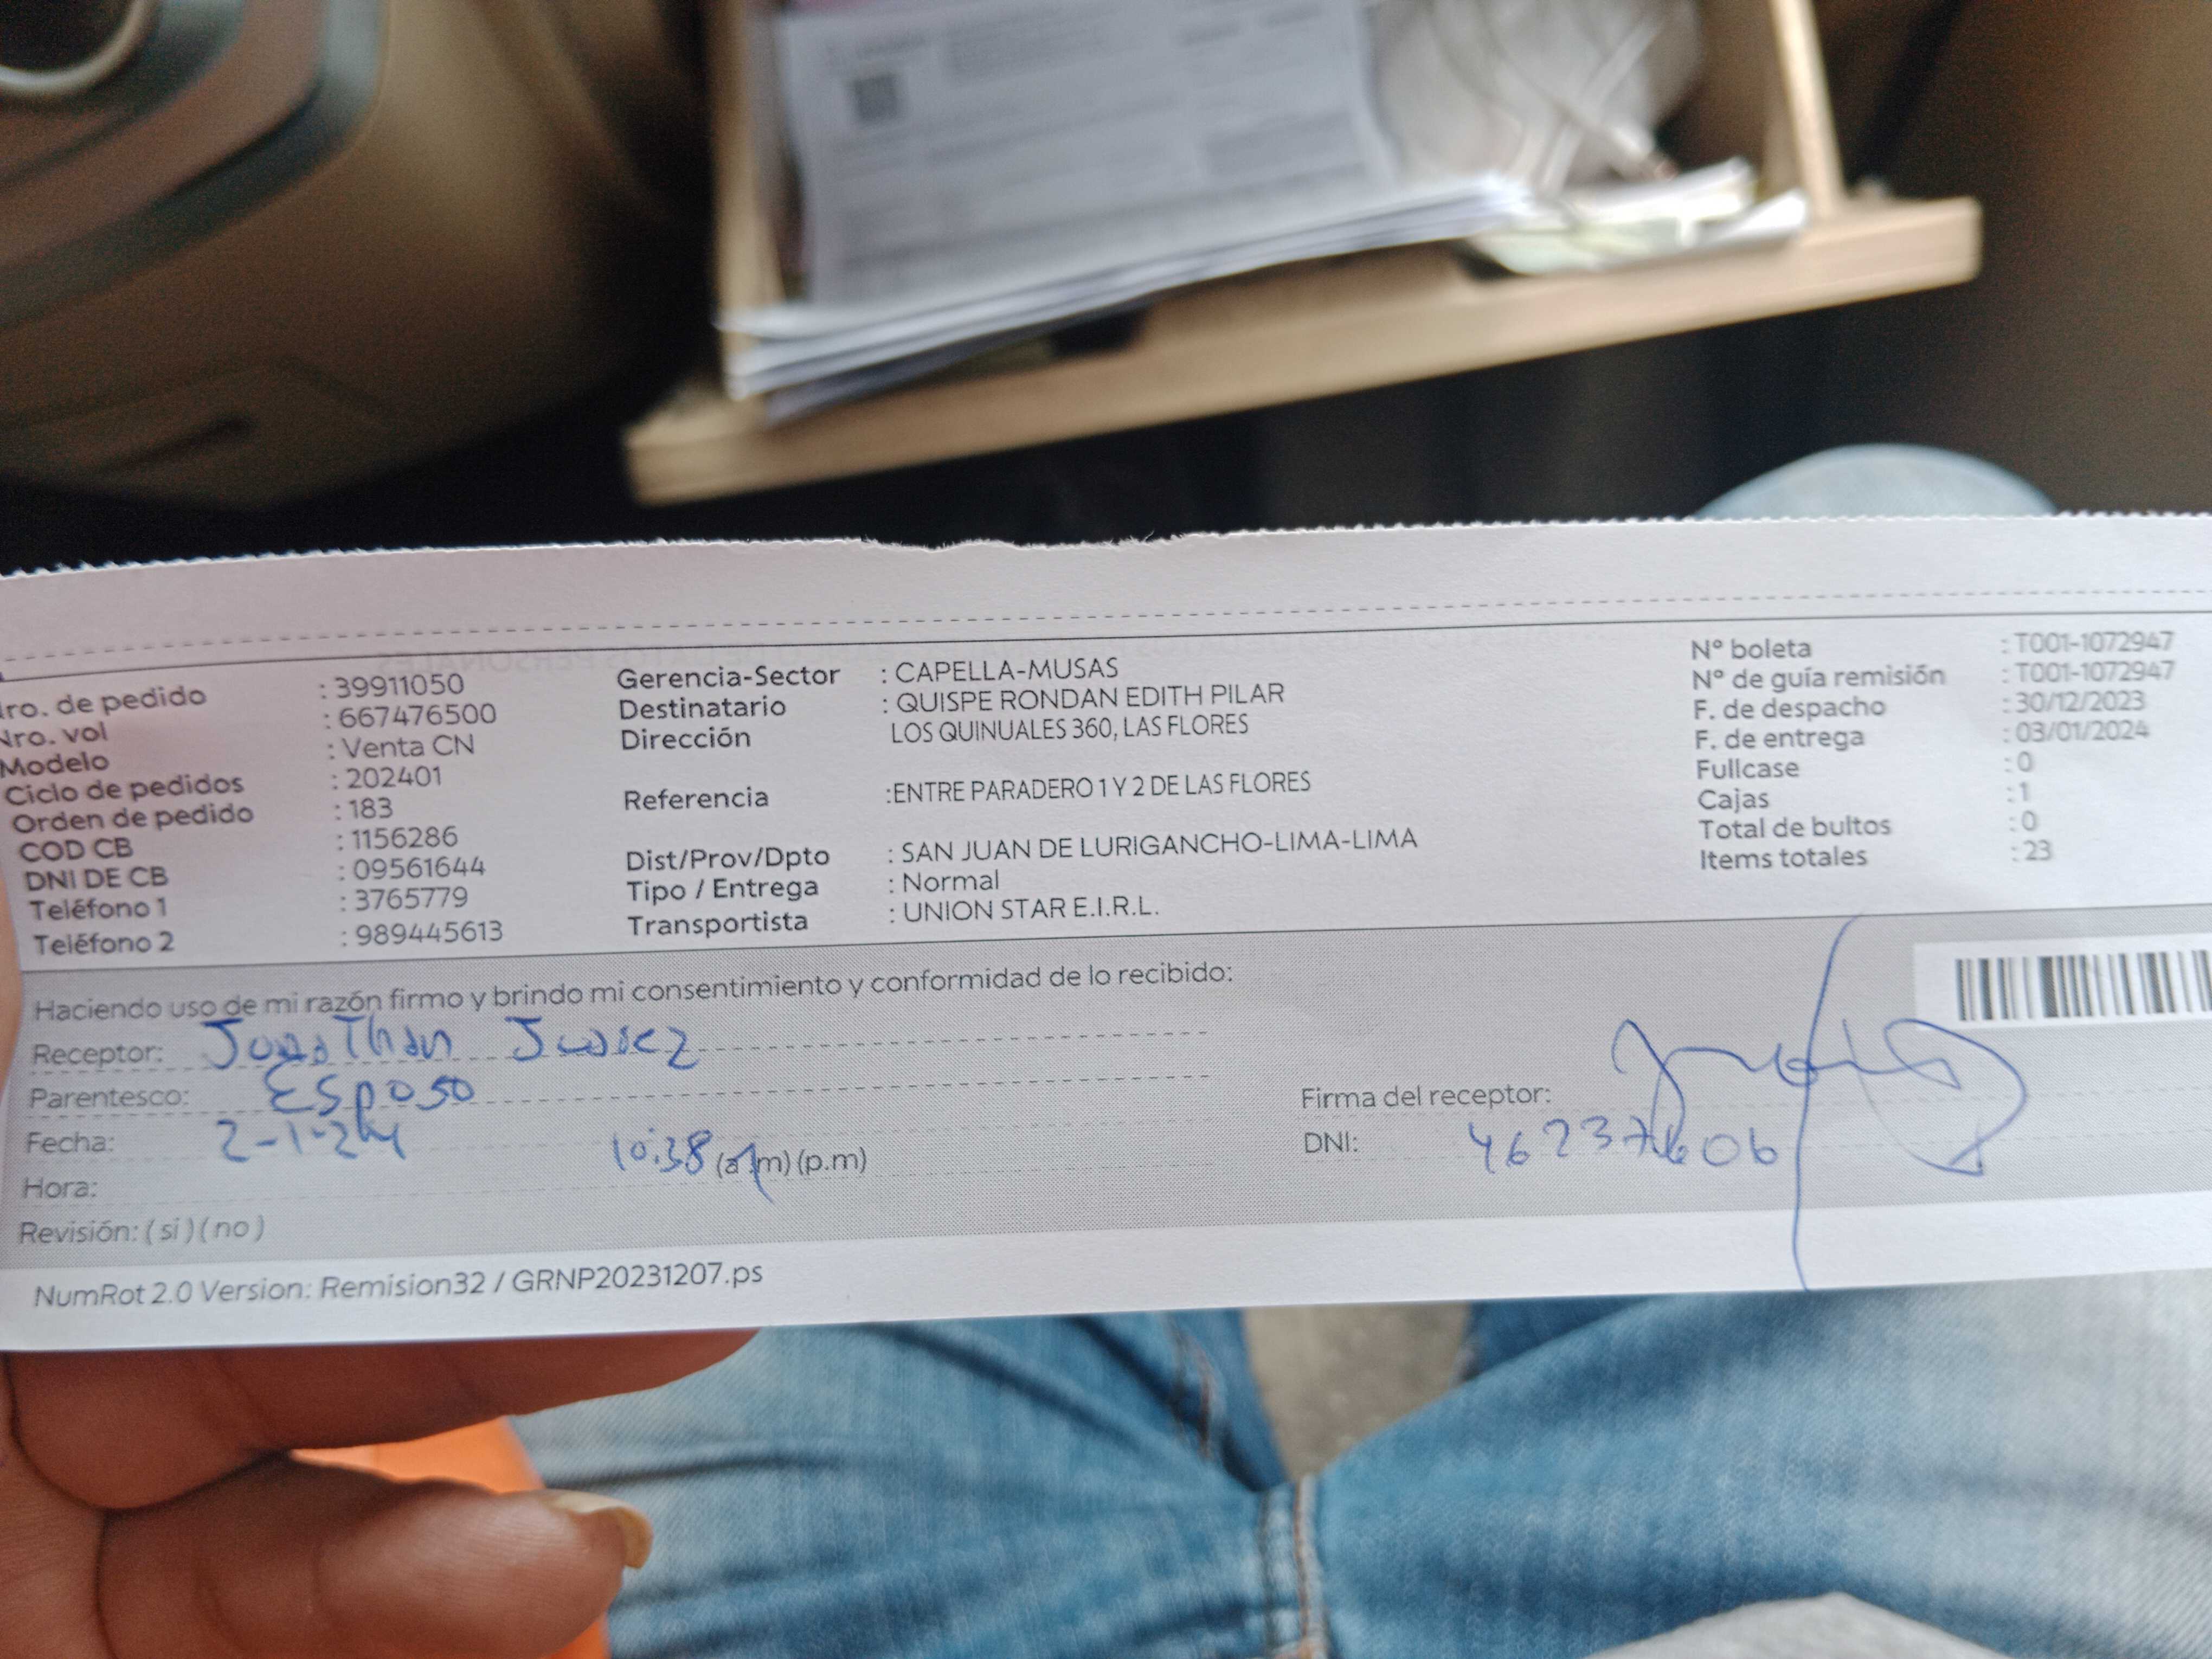 Nro. de pedido : 39911050
Nro. vol : 667476500
Modelo : Venta CN
Ciclo de pedidos : 202401
Orden de pedido : 183
COD CB : 1156286
DNI DE CB : 09561644
Teléfono 1 : 3765779
Teléfono 2 : 989445613
Gerencia-Sector : CAPELLA-MUSAS
Destinatario : QUISPE RONDAN EDITH PILAR
Dirección LOS QUINUALES 360, LAS FLORES
Referencia :ENTRE PARADERO 1 Y 2 DE LAS FLORES
Dist/Prov/Dpto : SAN JUAN DE LURIGANCHO-LIMA-LIMA
Tipo / Entrega : Normal
Transportista : UNION STAR E.I.R.L.
N° boleta : T001-1072947
N° de guía remisión : T001-1072947
F. de despacho : 30/12/2023
F. de entrega : 03/01/2024
Fullcase : 0
Cajas : 1
Total de bultos : 0
Items totales : 23
Haciendo uso de mi razón firmo y brindo mi consentimiento y conformidad de lo recibido:
Receptor: Jonathan
Parentesco: Esposo
Fecha: 2-1-24
Hora: 10:38 (a.m) (p.m)
Revisión: ( si ) ( no )
Firma del receptor:
DNI:
NumRot 2.0 Version: Remision32 / GRNP20231207.ps